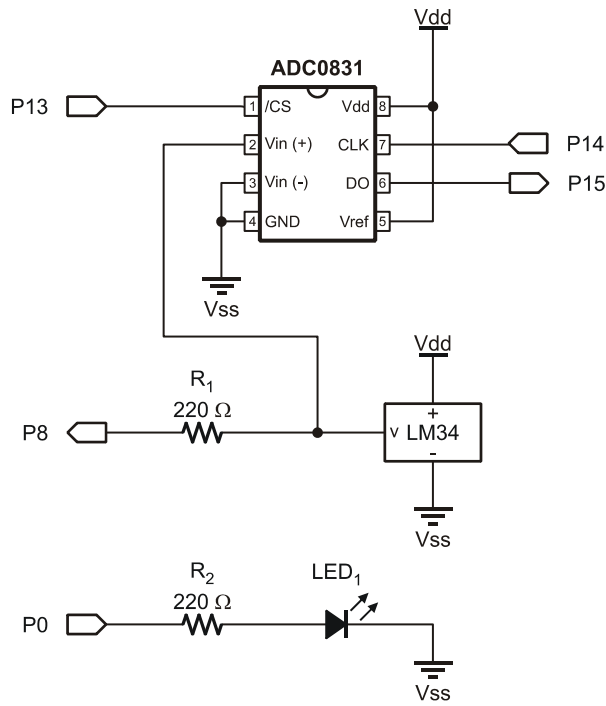 Vdd
ADC0831
P13
1 /CS Vdd 8
2 Vin (+) CLK 7 P14
3 Vin (-) DO 6 P15
4 GND Vref 5
Vss
Vdd
R1
220 Ω
P8
+
v LM34
-
Vss
R2
220 Ω
LED1
P0
Vss